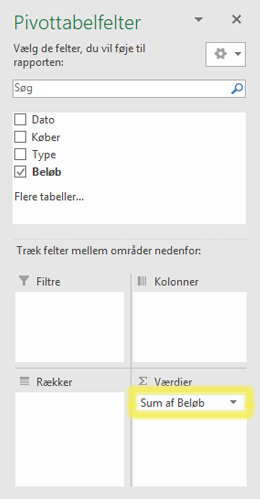 Pivottabelfelter
Vælg de felter, du vil føje til
rapporten:
Søg
Dato
Køber
Type
Beløb
Flere tabeller...
Træk felter mellem områder nedenfor:
Filtre
Kolonner
Rækker
Σ Værdier
Sum af Beløb